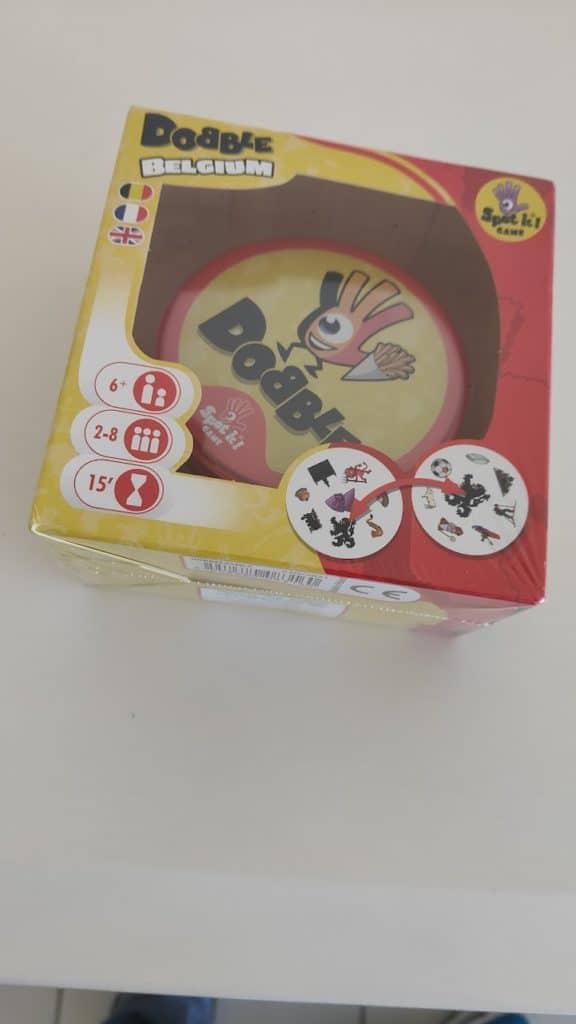 DOBBLE
BELGIUM
Spot it!
GAME
DOBBLE
Spot it!
GAME
6+
2-8
15'
CE